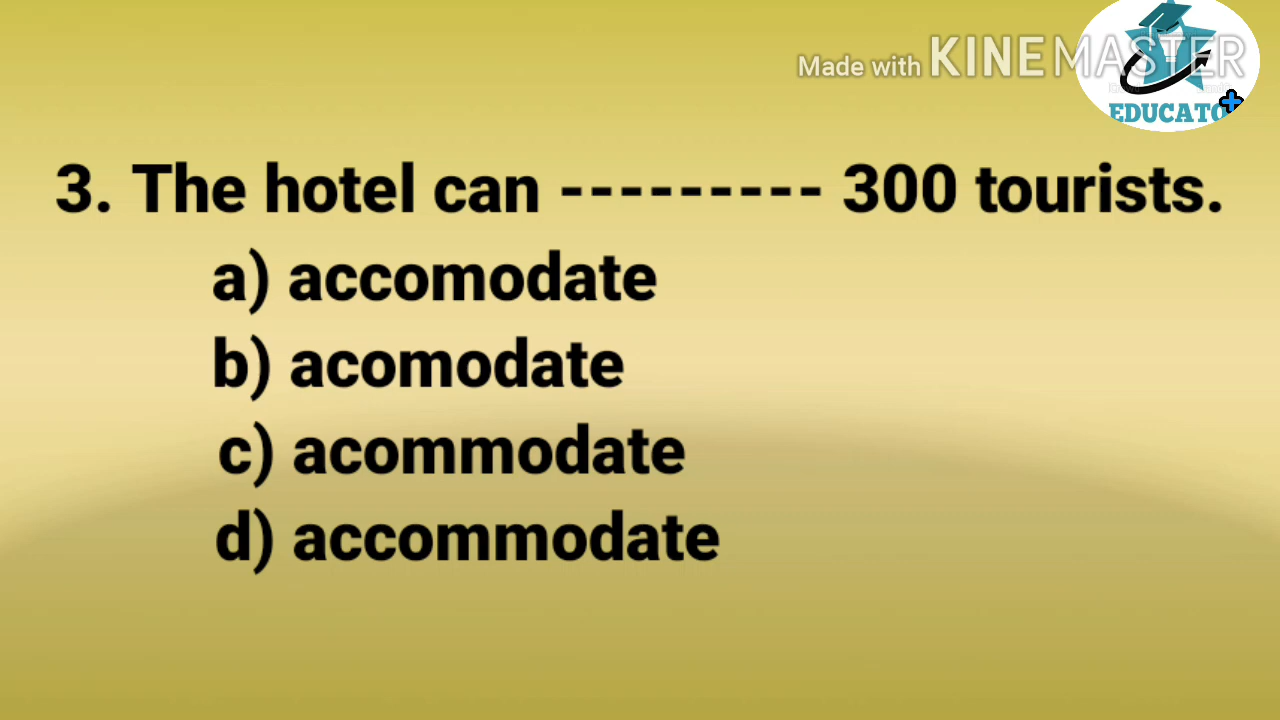 Made with KINEMASTER
EDUCATO
3. The hotel can --------- 300 tourists.
a) accomodate
b) acomodate
c) acommodate
d) accommodate